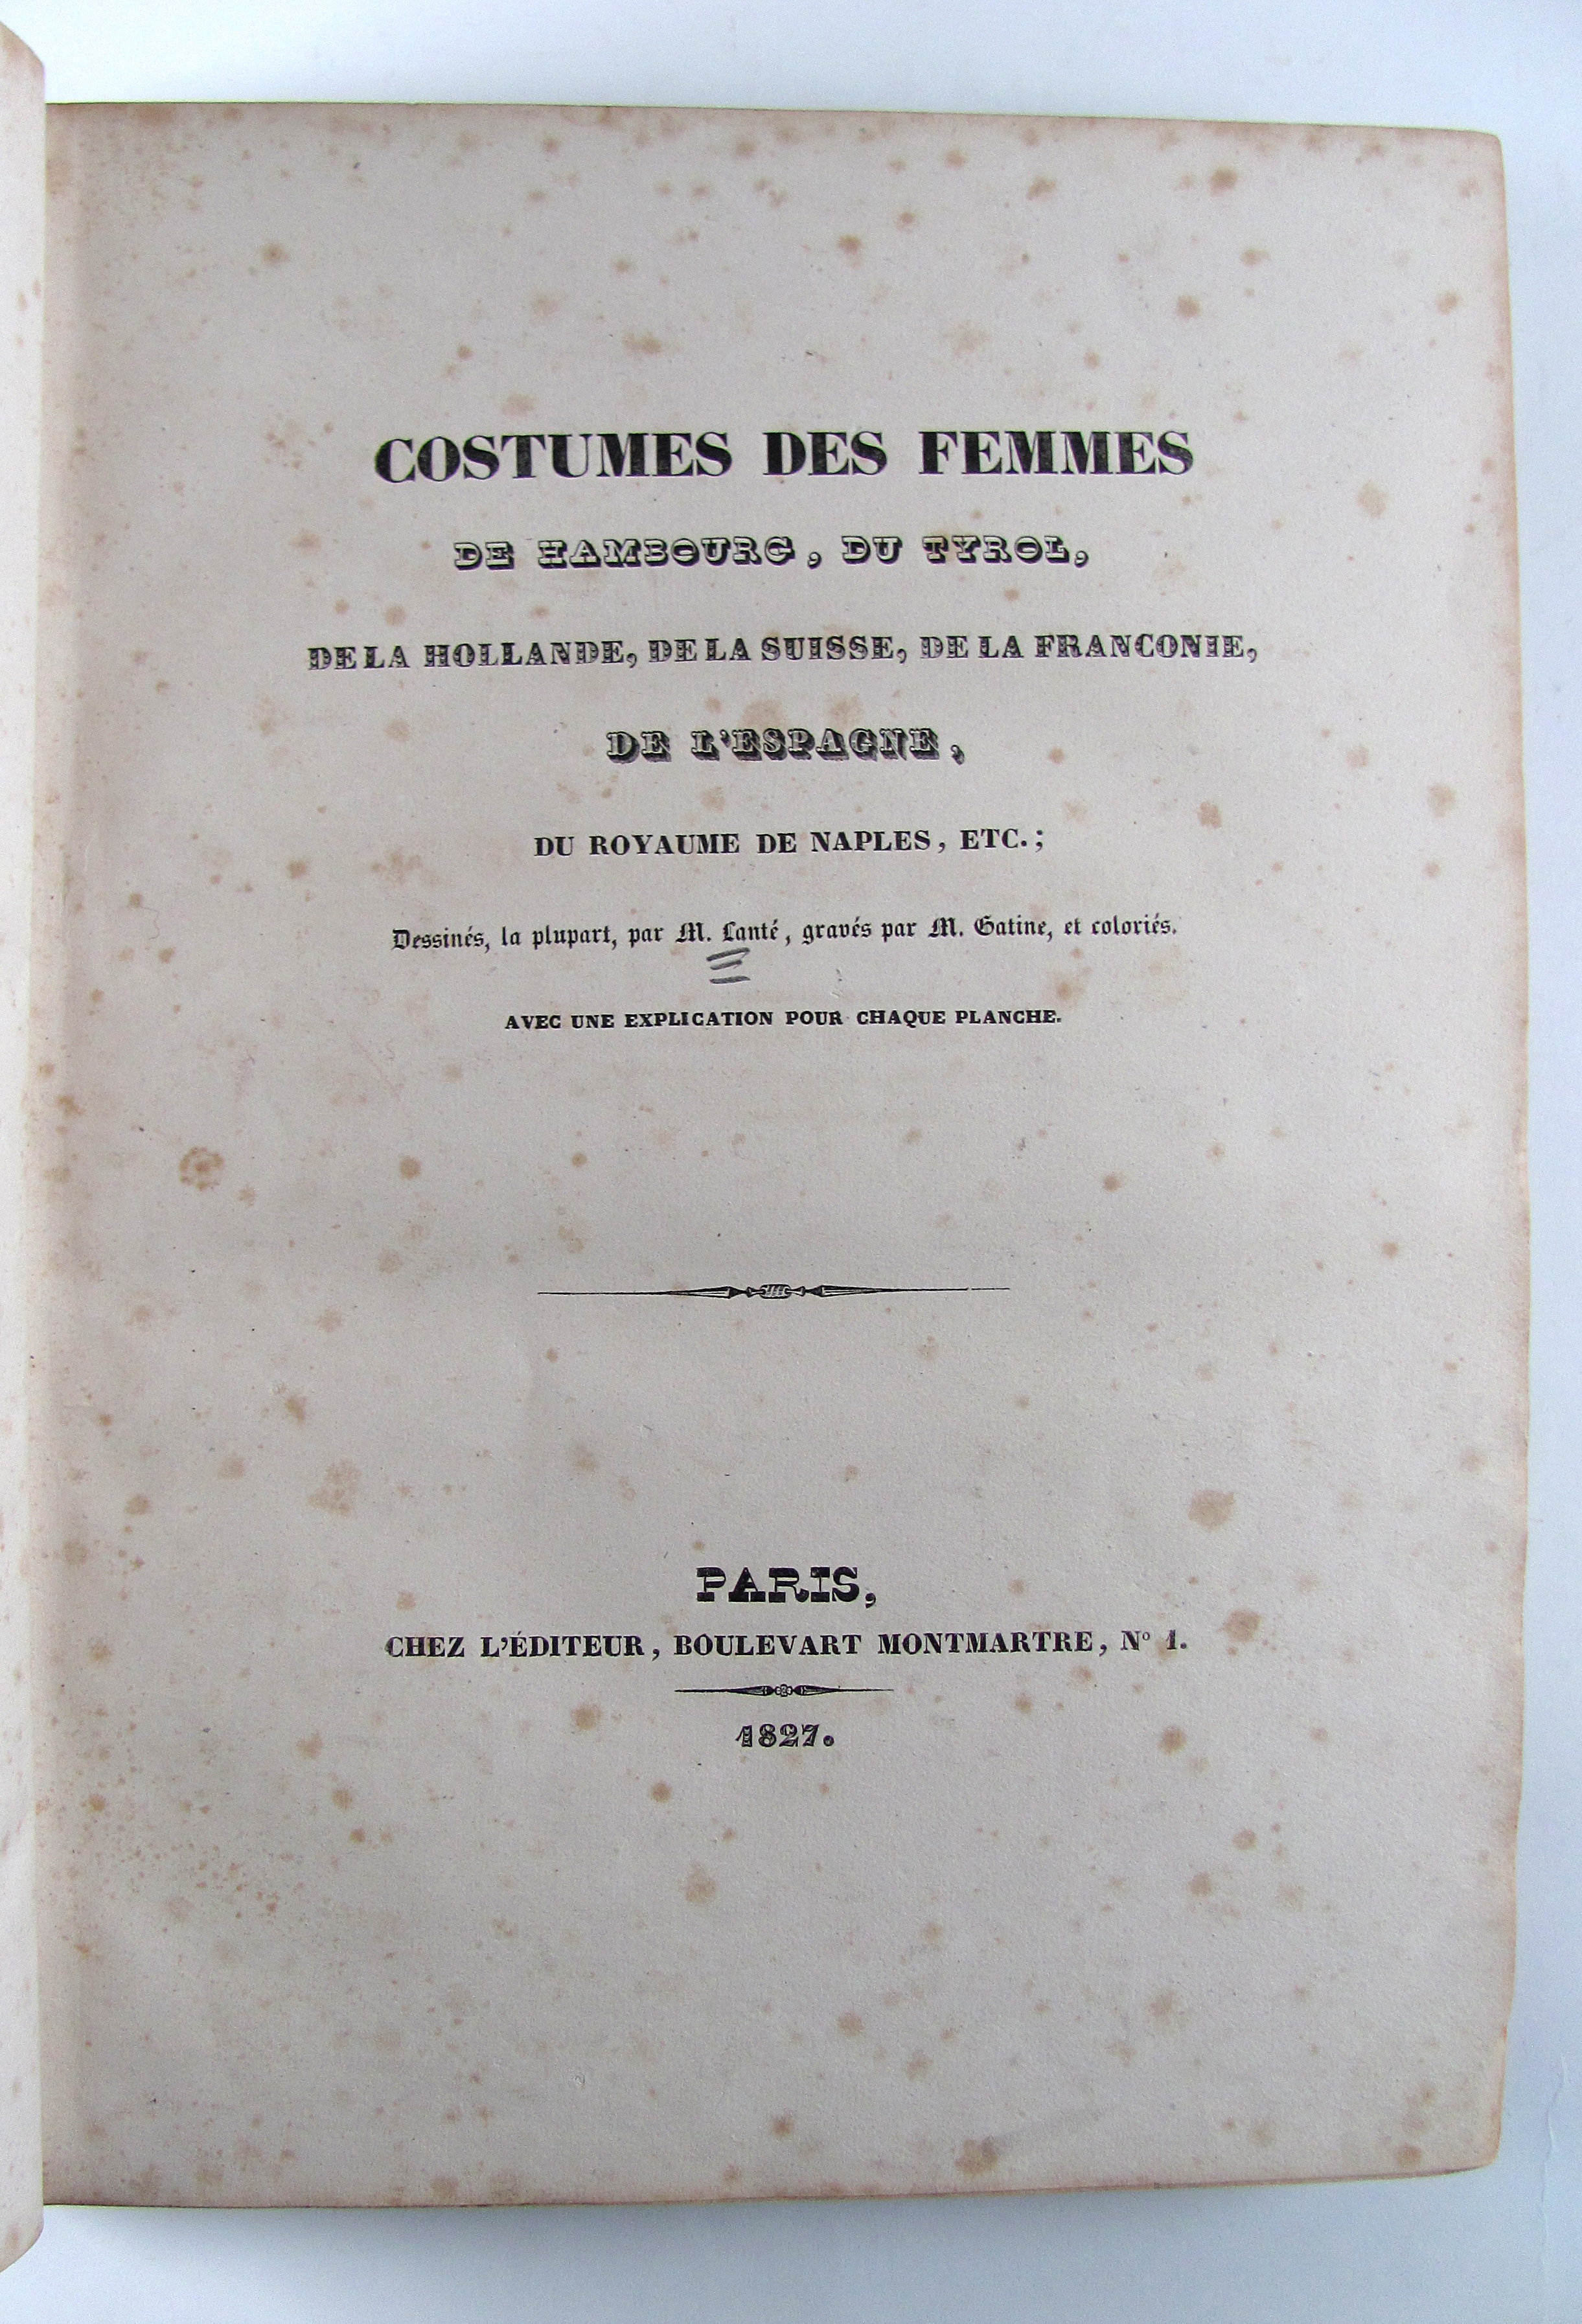 COSTUMES DES FEMMES
DE HAMBOURG, DU TYROL,
DE LA HOLLANDE, DE LA SUISSE, DE LA FRANCONIE,
DE L'ESPAGNE,
DU ROYAUME DE NAPLES, ETC.;
Dessinés, la plupart, par M. Lanté, gravés par M. Gatine, et coloriés.
AVEC UNE EXPLICATION POUR CHAQUE PLANCHE.
PARIS,
CHEZ L'ÉDITEUR, BOULEVART MONTMARTRE, Nº 1.
1827.